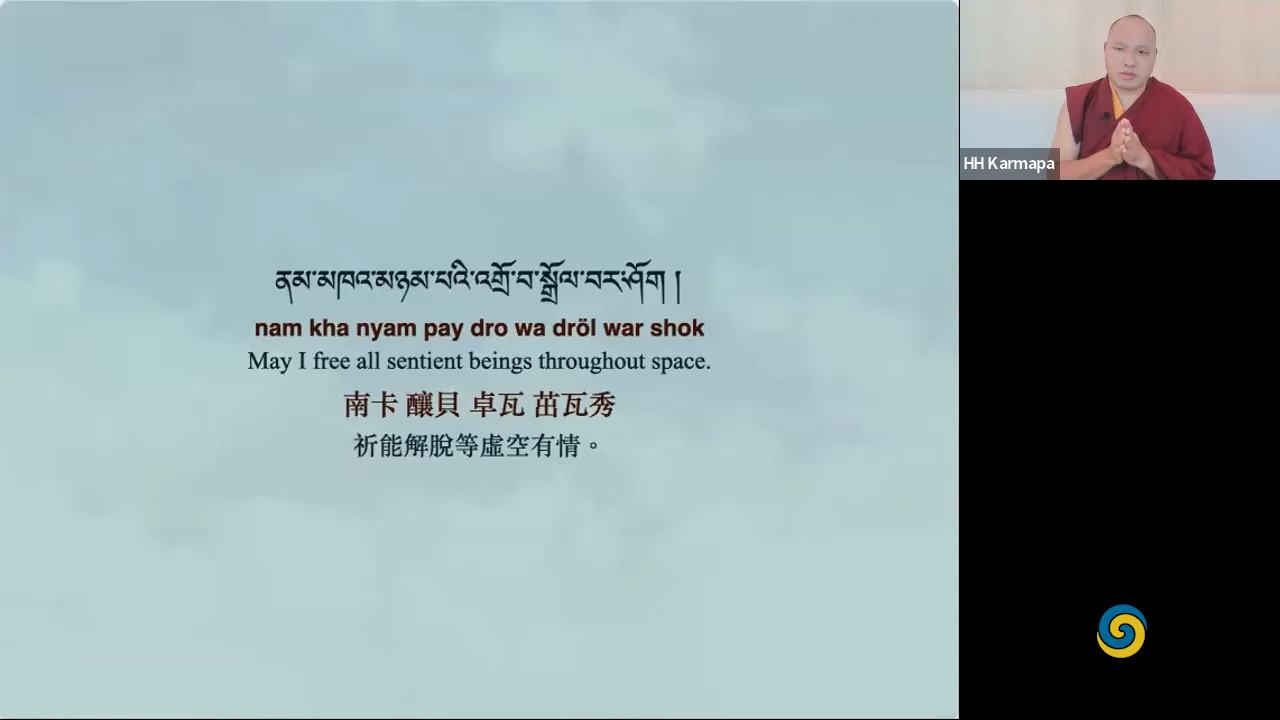 ནམ་མཁའ་མཉམ་པའི་འགྲོ་བ་སྒྲོལ་བར་ཤོག །
nam kha nyam pay dro wa dröl war shok
May I free all sentient beings throughout space.
南卡 釀貝 卓瓦 茁瓦秀
祈能解脫等虛空有情。
HH Karmapa